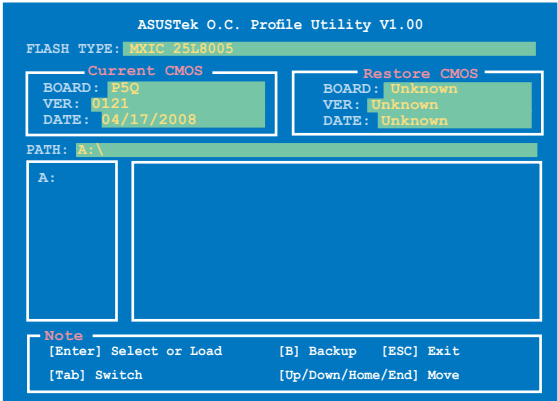 ASUSTek O.C. Profile Utility V1.00
FLASH TYPE: MXIC 25L8005
Current CMOS
BOARD: P5Q
VER: 0121
DATE: 04/17/2008
Restore CMOS
BOARD: Unknown
VER: Unknown
DATE: Unknown
PATH: A:\
A:
Note
[Enter] Select or Load [B] Backup [ESC] Exit
[Tab] Switch [Up/Down/Home/End] Move